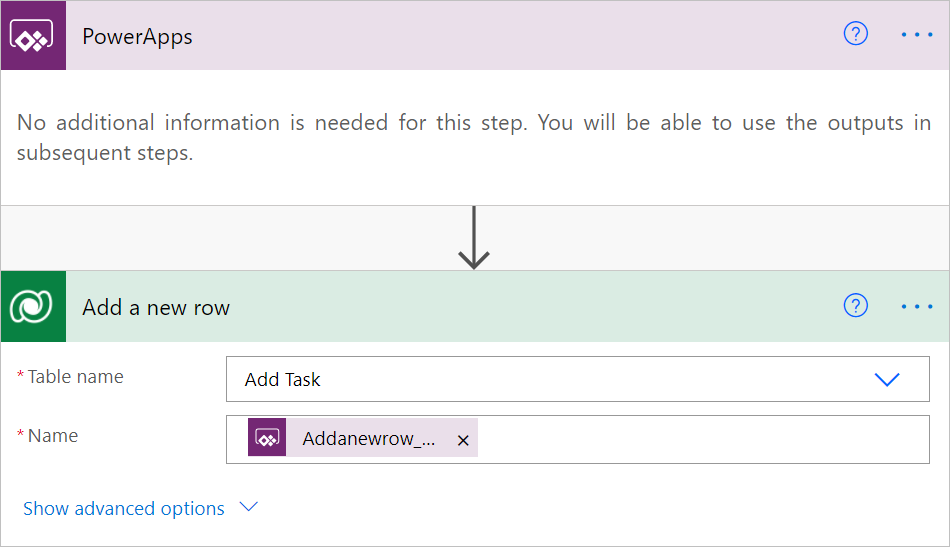 PowerApps
No additional information is needed for this step. You will be able to use the outputs in
subsequent steps.
Add a new row
* Table name
Add Task
* Name
Addanewrow_...
Show advanced options